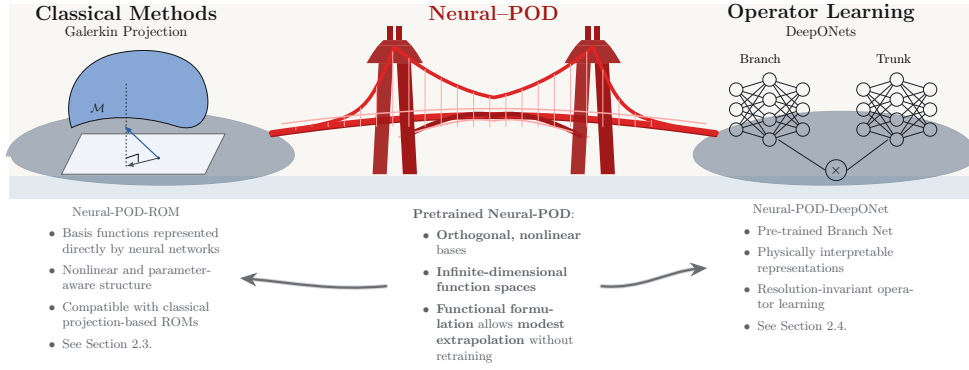 Classical Methods
Galerkin Projection
ℳ
Neural–POD
Operator Learning
DeepONets
Branch
Trunk
×
Neural-POD-ROM
• Basis functions represented
directly by neural networks
• Nonlinear and parameter-
aware structure
• Compatible with classical
projection-based ROMs
• See Section 2.3.
Pretrained Neural-POD:
• Orthogonal, nonlinear
bases
• Infinite-dimensional
function spaces
• Functional formu-
lation allows modest
extrapolation without
retraining
Neural-POD-DeepONet
• Pre-trained Branch Net
• Physically interpretable
representations
• Resolution-invariant opera-
tor learning
• See Section 2.4.